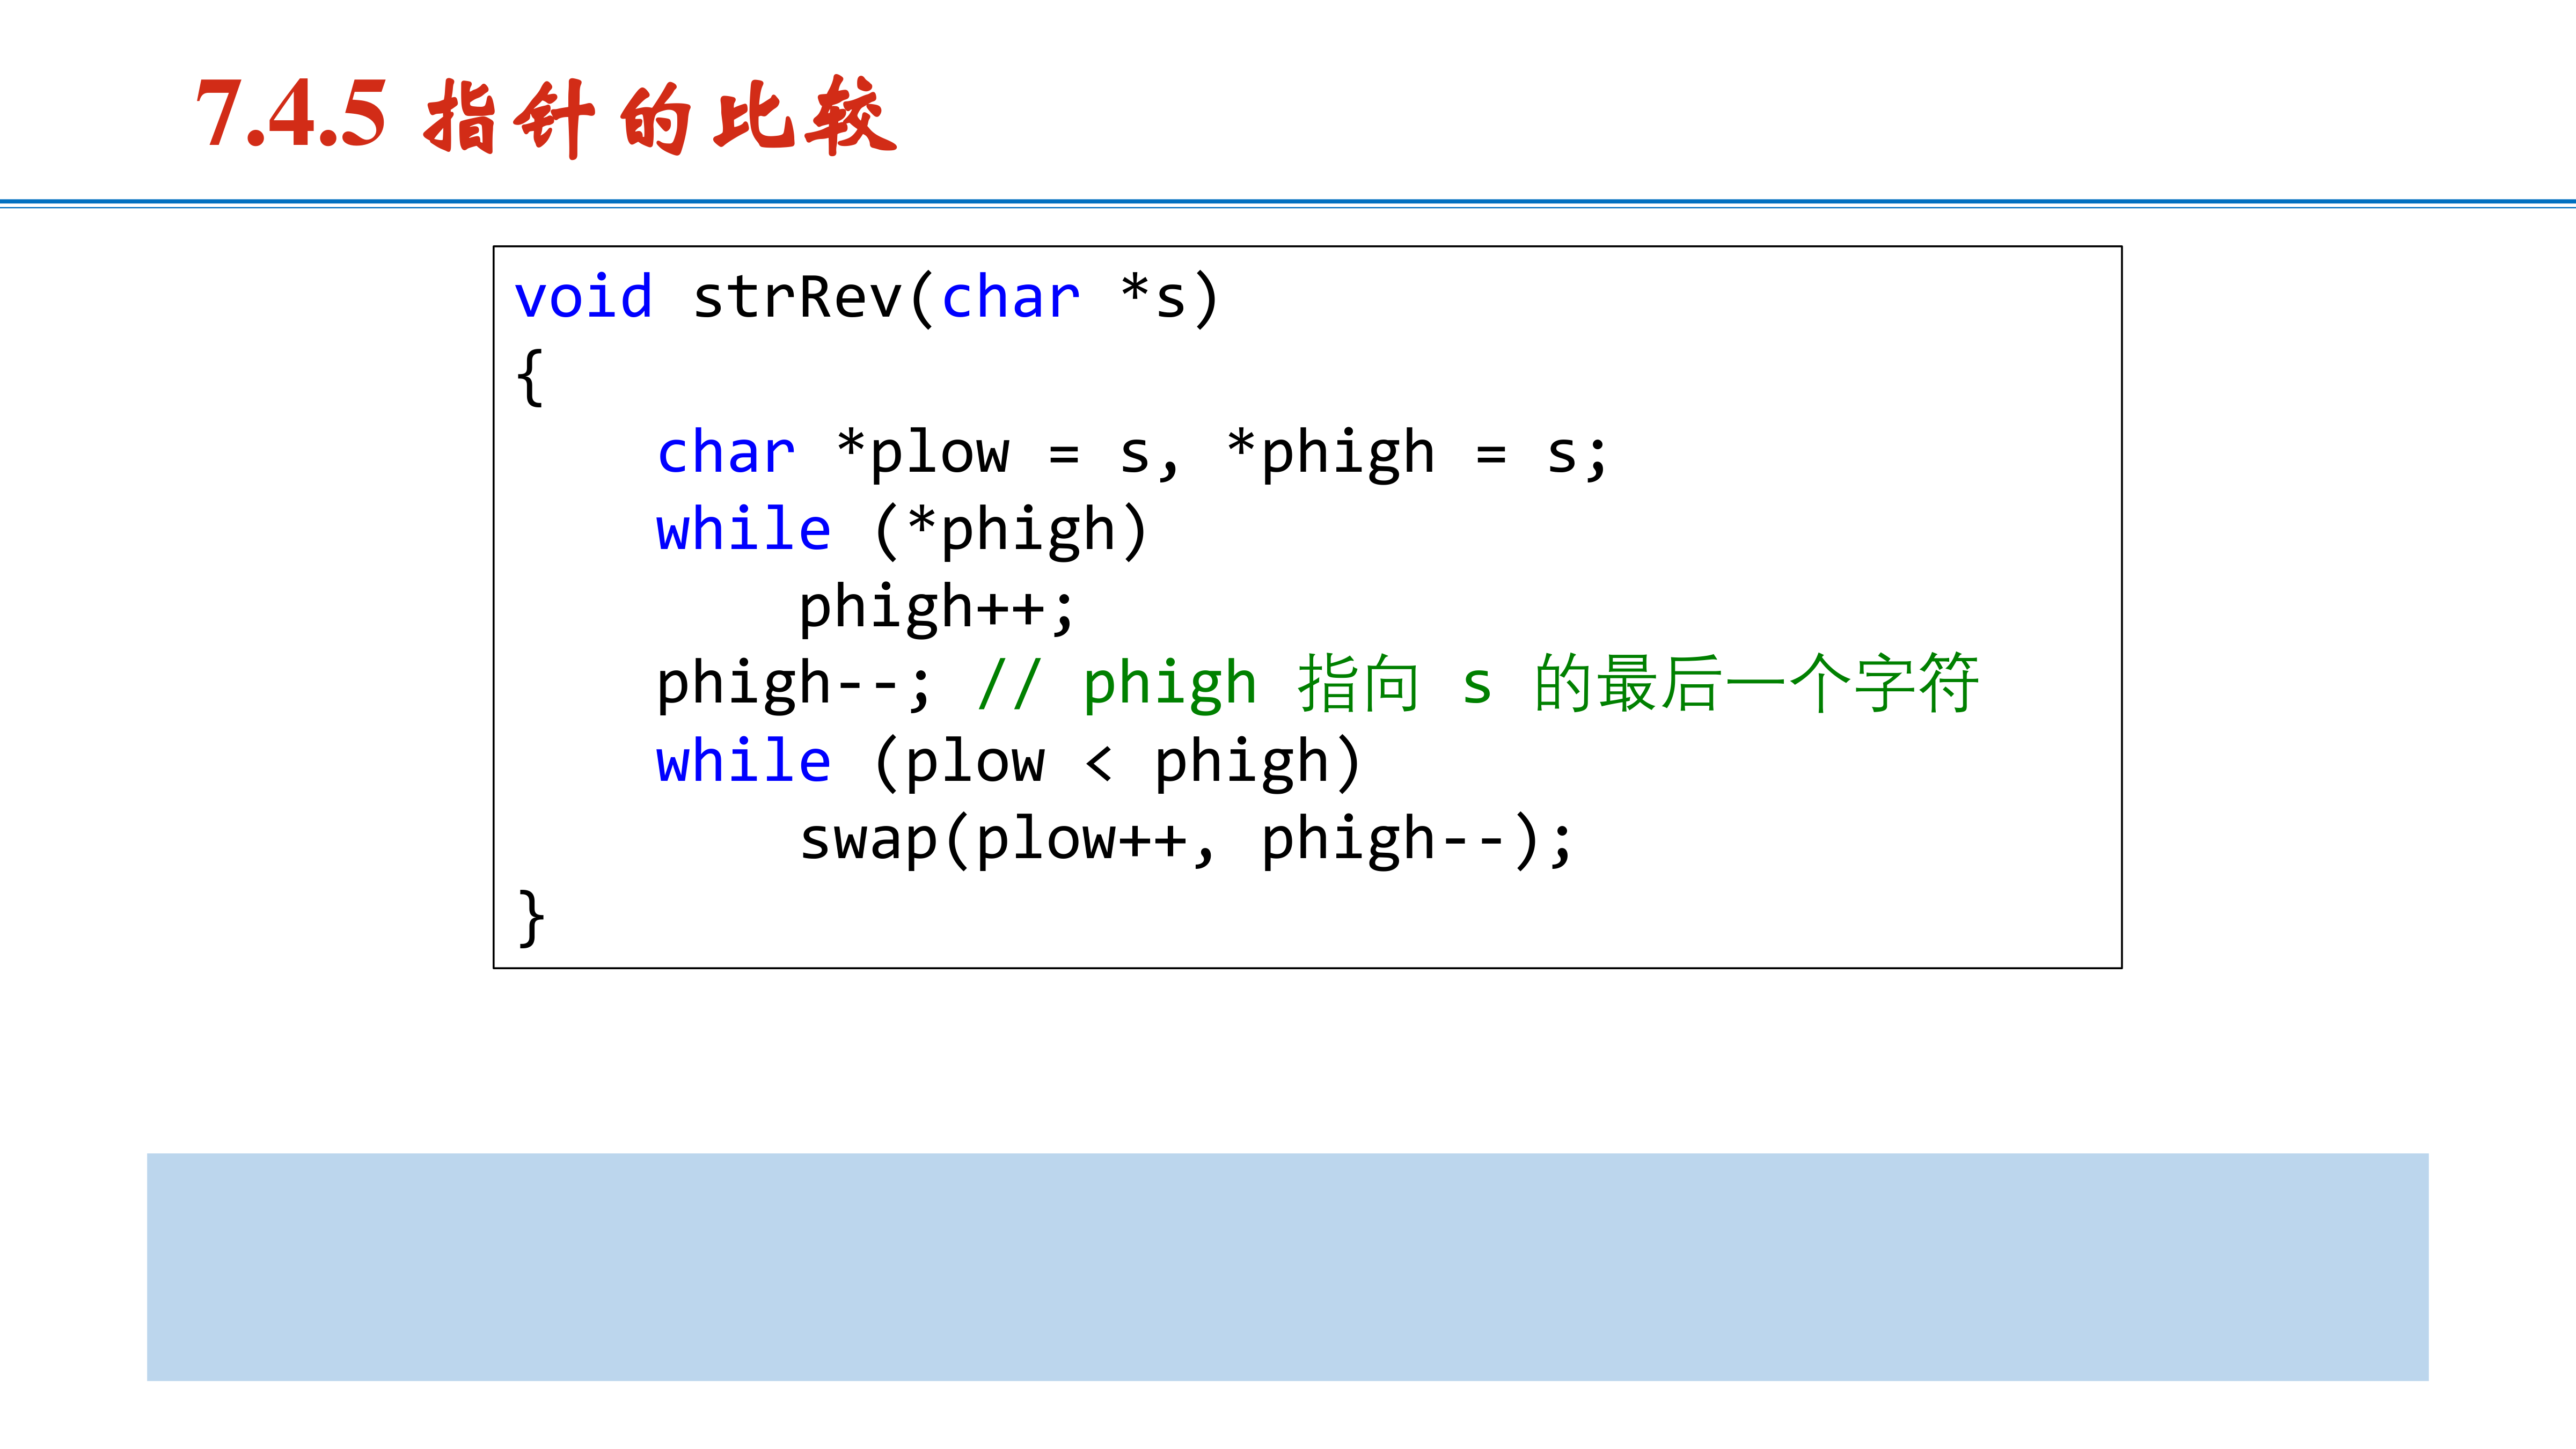 7.4.5 指针的比较
void strRev(char *s)
{
    char *plow = s, *phigh = s;
    while (*phigh)
        phigh++;
    phigh--; // phigh 指向 s 的最后一个字符
    while (plow < phigh)
        swap(plow++, phigh--);
}